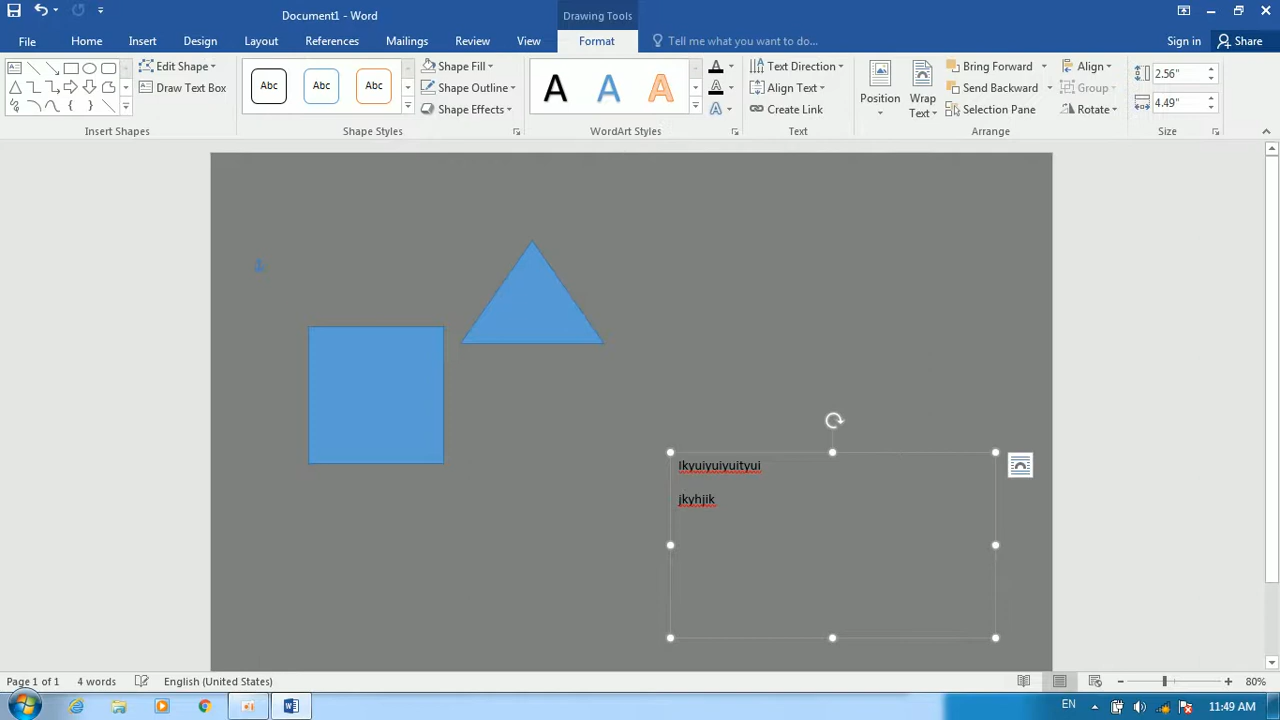 Document1 - Word
Drawing Tools
File Home Insert Design Layout References Mailings Review View Format Tell me what you want to do... Sign in Share
Edit Shape
Draw Text Box
Insert Shapes
Abc Abc Abc
Shape Fill
Shape Outline
Shape Effects
Shape Styles
A A A
A
A
A
WordArt Styles
Text Direction
Align Text
Create Link
Text
Position
Wrap
Text
Bring Forward
Send Backward
Selection Pane
Align
Group
Rotate
Arrange
2.56"
4.49"
Size
1
Ikyuiyuiyuityui
jkyhjik
Page 1 of 1 4 words English (United States) 80%
EN 11:49 AM